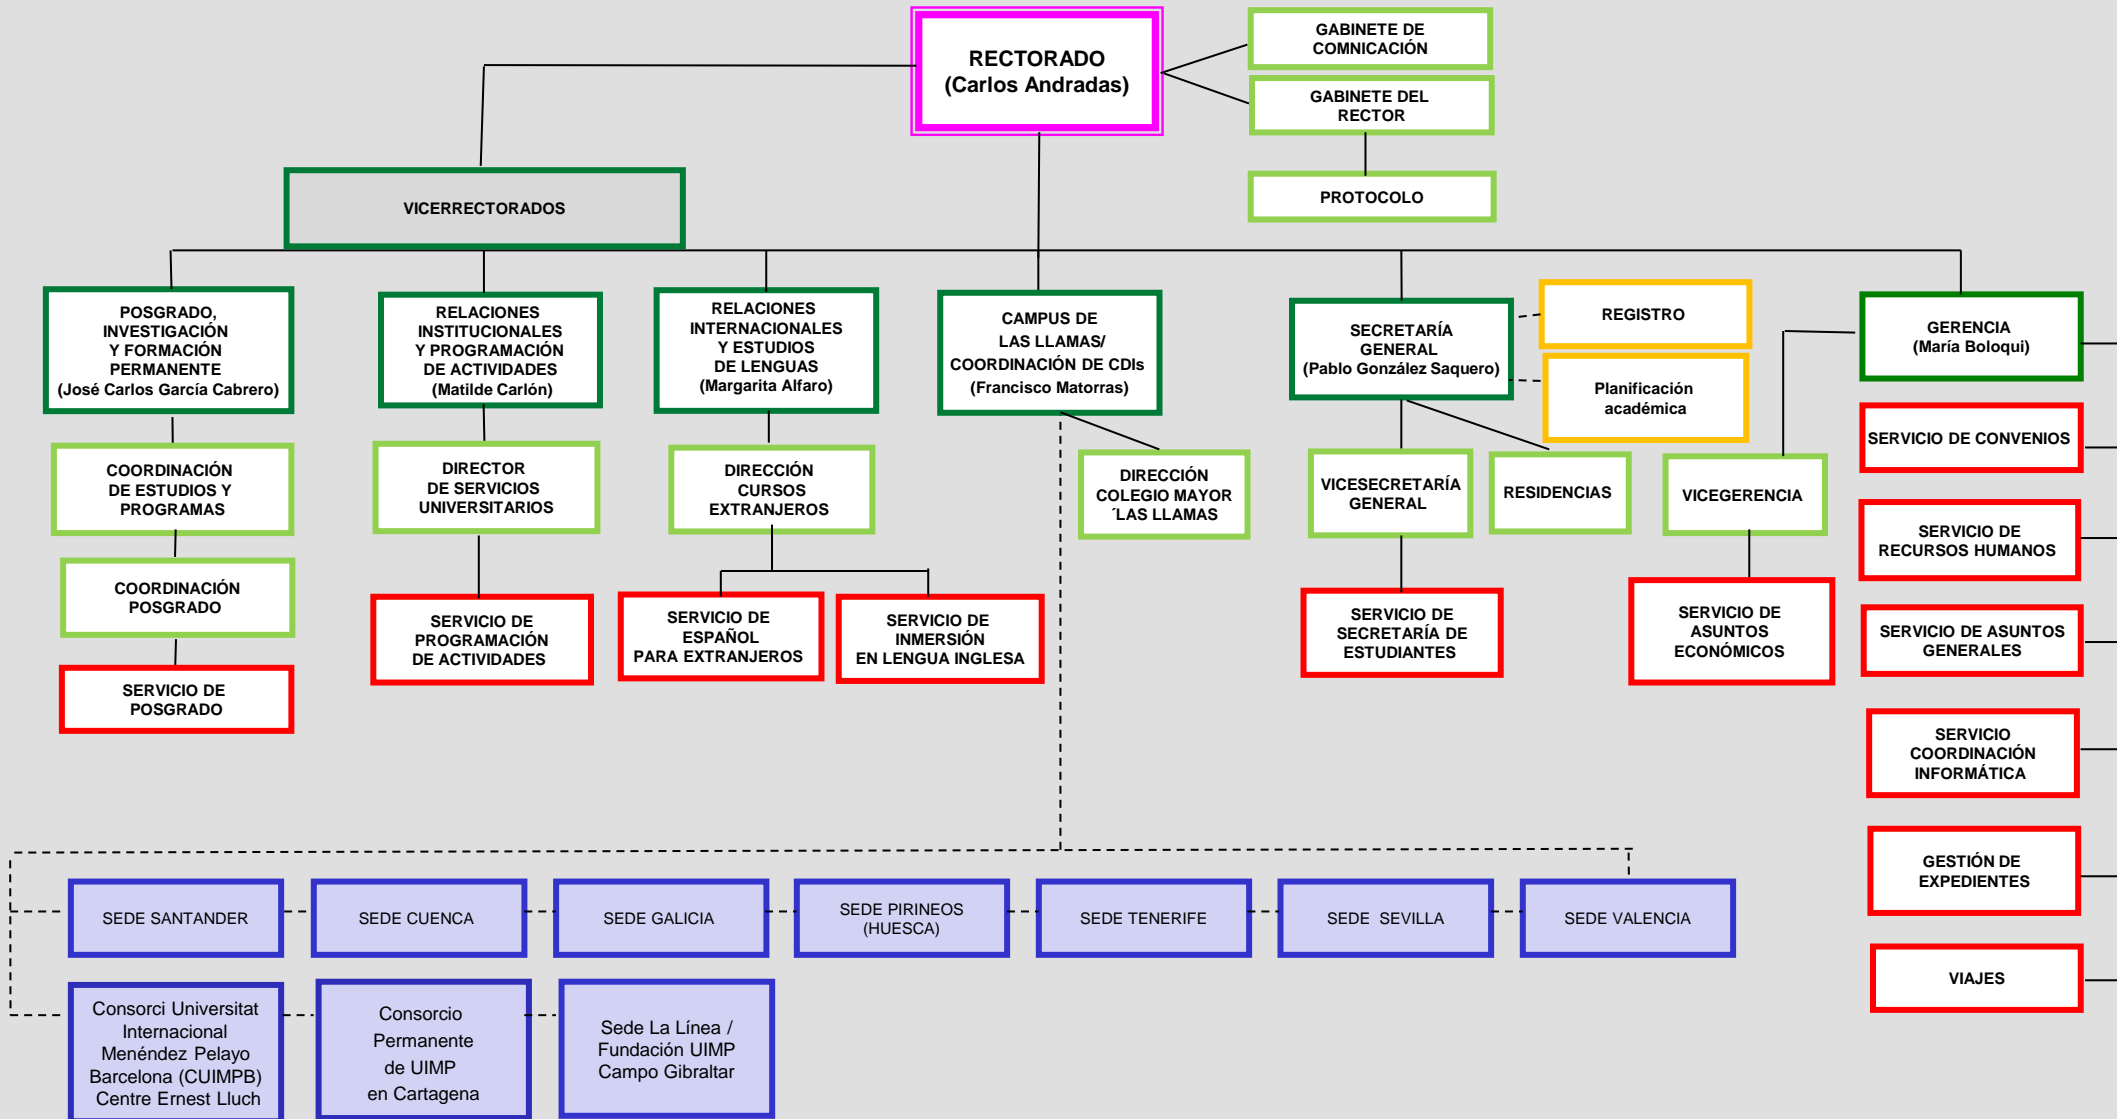 RECTORADO
(Carlos Andradas)
GABINETE DE
COMNICACIÓN
GABINETE DEL
RECTOR
PROTOCOLO
VICERRECTORADOS
POSGRADO,
INVESTIGACIÓN
Y FORMACIÓN
PERMANENTE
(José Carlos García Cabrero)
RELACIONES
INSTITUCIONALES
Y PROGRAMACIÓN
DE ACTIVIDADES
(Matilde Carlón)
RELACIONES
INTERNACIONALES
Y ESTUDIOS
DE LENGUAS
(Margarita Alfaro)
CAMPUS DE
LAS LLAMAS/
COORDINACIÓN DE CDIs
(Francisco Matorras)
SECRETARÍA
GENERAL
(Pablo González Saquero)
REGISTRO
Planificación
académica
GERENCIA
(María Boloqui)
COORDINACIÓN
DE ESTUDIOS Y
PROGRAMAS
DIRECTOR
DE SERVICIOS
UNIVERSITARIOS
DIRECCIÓN
CURSOS
EXTRANJEROS
DIRECCIÓN
COLEGIO MAYOR
´LAS LLAMAS
VICESECRETARÍA
GENERAL
RESIDENCIAS
VICEGERENCIA
SERVICIO DE CONVENIOS
SERVICIO DE
RECURSOS HUMANOS
COORDINACIÓN
POSGRADO
SERVICIO DE
PROGRAMACIÓN
DE ACTIVIDADES
SERVICIO DE
ESPAÑOL
PARA EXTRANJEROS
SERVICIO DE
INMERSIÓN
EN LENGUA INGLESA
SERVICIO DE
SECRETARÍA DE
ESTUDIANTES
SERVICIO DE
ASUNTOS
ECONÓMICOS
SERVICIO DE ASUNTOS
GENERALES
SERVICIO DE
POSGRADO
SERVICIO
COORDINACIÓN
INFORMÁTICA
GESTIÓN DE
EXPEDIENTES
VIAJES
SEDE SANTANDER
SEDE CUENCA
SEDE GALICIA
SEDE PIRINEOS
(HUESCA)
SEDE TENERIFE
SEDE SEVILLA
SEDE VALENCIA
Consorci Universitat
Internacional
Menéndez Pelayo
Barcelona (CUIMPB)
Centre Ernest Lluch
Consorcio
Permanente
de UIMP
en Cartagena
Sede La Línea /
Fundación UIMP
Campo Gibraltar